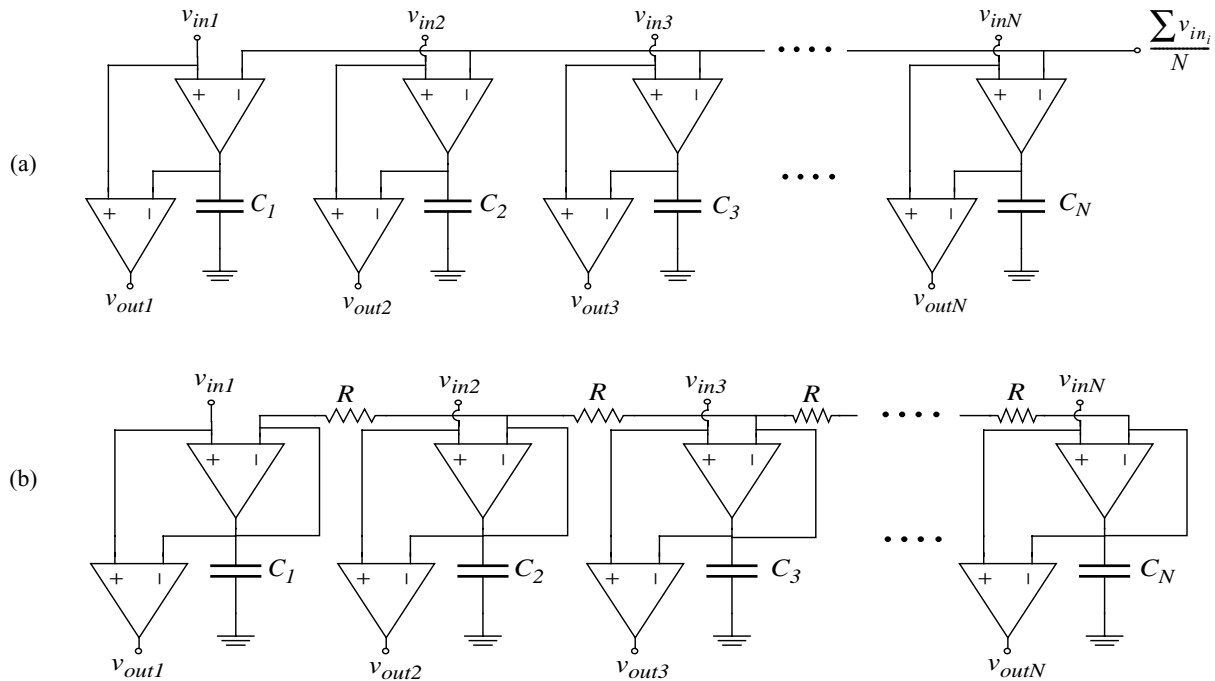 v_in1 v_in2 v_in3 v_inN ∑ v_in_i / N
+ − + − + − + −
(a)
C_1 C_2 C_3 C_N
+ − + − + − + −
v_out1 v_out2 v_out3 v_outN
v_in1 R v_in2 R v_in3 R R v_inN
+ − + − + − + −
(b)
C_1 C_2 C_3 C_N
+ − + − + − + −
v_out1 v_out2 v_out3 v_outN